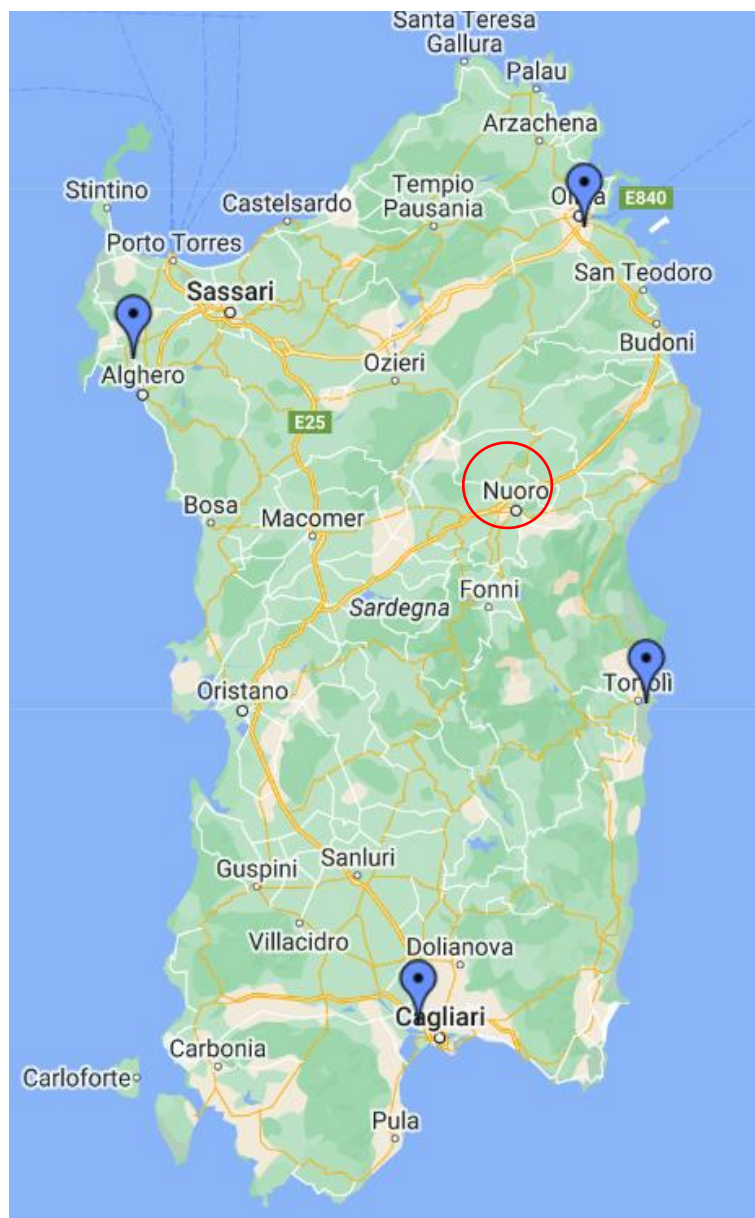 Santa Teresa
Gallura
Palau
Arzachena
Stintino
Castelsardo
Tempio
Pausania
E840
Porto Torres
San Teodoro
Sassari
Budoni
Ozieri
Alghero
E25
Nuoro
Bosa
Macomer
Fonni
Sardegna
Oristano
Sanluri
Guspini
Villacidro
Dolianova
Cagliari
Carbonia
Carloforte
Pula